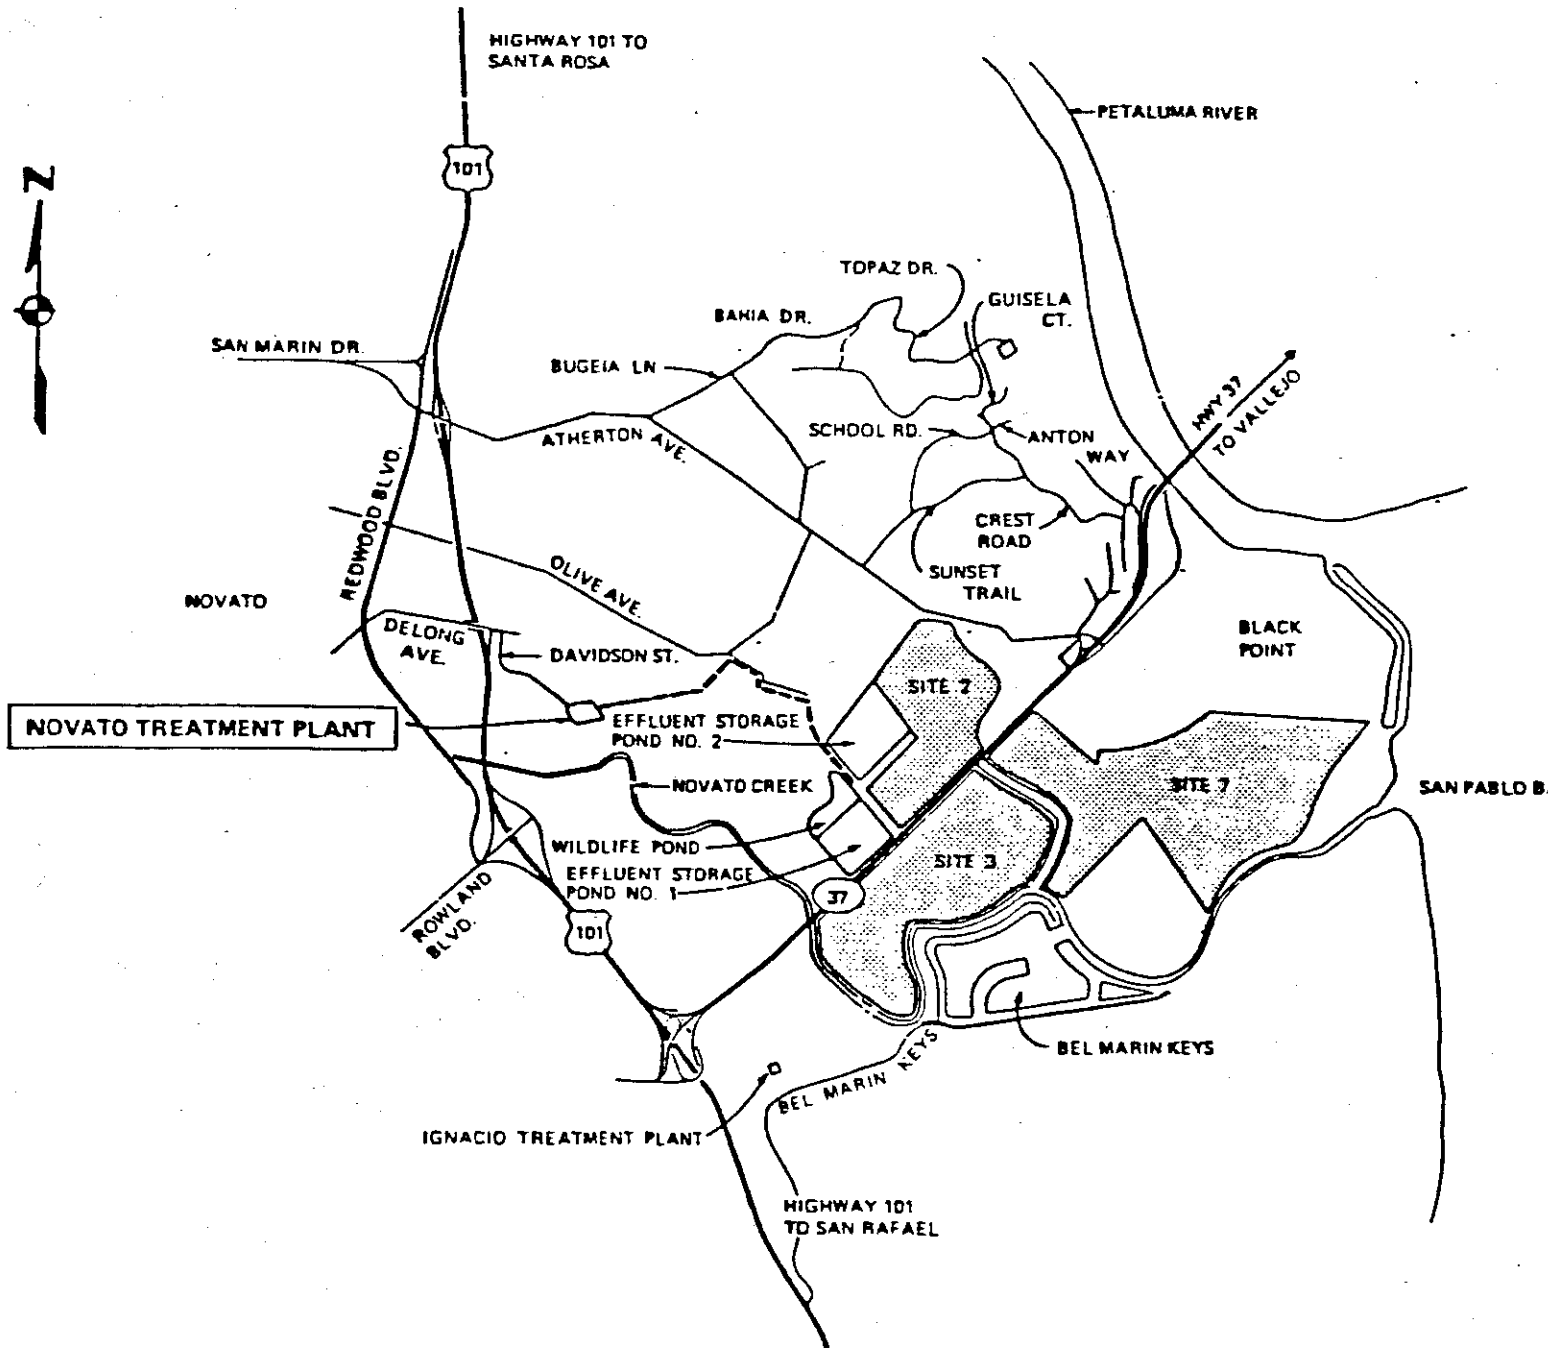 HIGHWAY 101 TO
SANTA ROSA
PETALUMA RIVER
101
N
TOPAZ DR.
GUISELA
CT.
BAHIA DR.
SAN MARIN DR.
BUGEIA LN
HWY 37
TO VALLEJO
SCHOOL RD.
ANTON
WAY
ATHERTON AVE.
REDWOOD BLVD.
CREST
ROAD
OLIVE AVE.
SUNSET
TRAIL
NOVATO
DELONG
AVE.
BLACK
POINT
DAVIDSON ST.
SITE 2
NOVATO TREATMENT PLANT
EFFLUENT STORAGE
POND NO. 2
NOVATO CREEK
SITE 7
SAN PABLO B.
WILDLIFE POND
SITE 3
EFFLUENT STORAGE
POND NO. 1
37
ROWLAND
BLVD.
101
BEL MARIN KEYS
BEL MARIN KEYS
IGNACIO TREATMENT PLANT
HIGHWAY 101
TO SAN RAFAEL